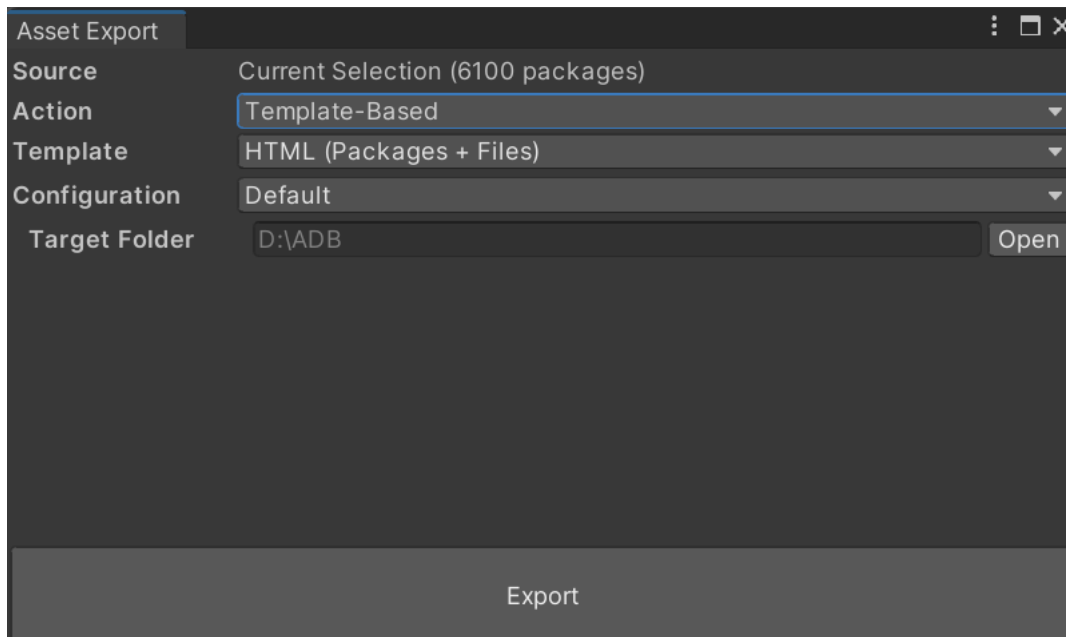 Asset Export
Source Current Selection (6100 packages)
Action Template-Based
Template HTML (Packages + Files)
Configuration Default
Target Folder D:\ADB Open
Export